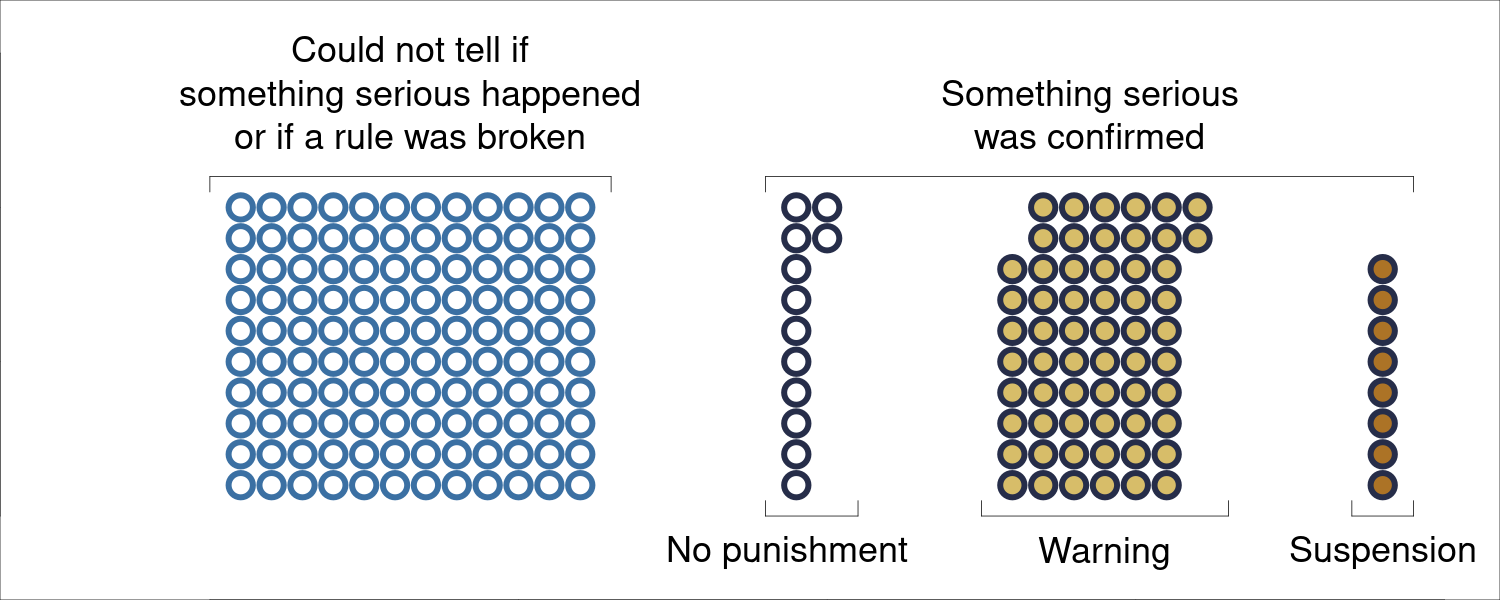 Could not tell if
something serious happened
or if a rule was broken
Something serious
was confirmed
No punishment
Warning
Suspension